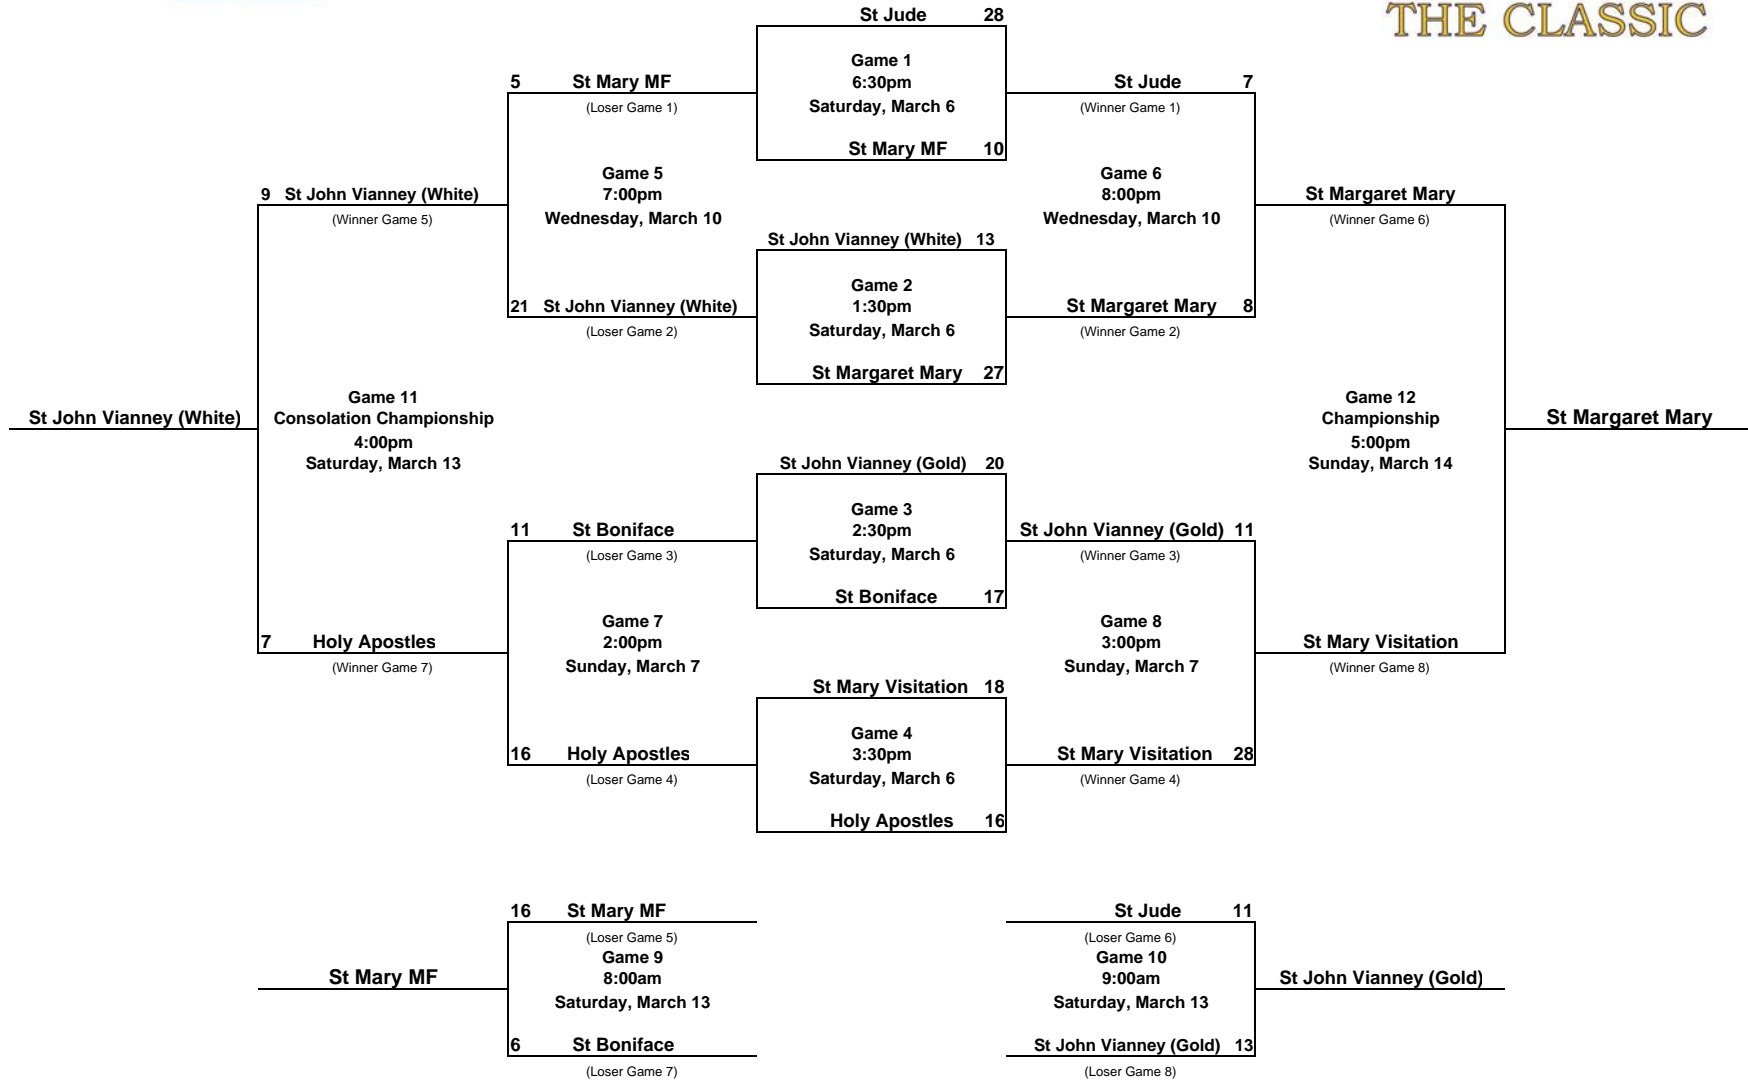 THE CLASSIC
St Jude 28
Game 1
6:30pm
Saturday, March 6
St Mary MF 10
5 St Mary MF
(Loser Game 1)
St Jude 7
(Winner Game 1)
Game 5
7:00pm
Wednesday, March 10
Game 6
8:00pm
Wednesday, March 10
9 St John Vianney (White)
(Winner Game 5)
St Margaret Mary
(Winner Game 6)
St John Vianney (White) 13
Game 2
1:30pm
Saturday, March 6
St Margaret Mary 27
21 St John Vianney (White)
(Loser Game 2)
St Margaret Mary 8
(Winner Game 2)
St John Vianney (White)
Game 11
Consolation Championship
4:00pm
Saturday, March 13
Game 12
Championship
5:00pm
Sunday, March 14
St Margaret Mary
St John Vianney (Gold) 20
Game 3
2:30pm
Saturday, March 6
St Boniface 17
11 St Boniface
(Loser Game 3)
St John Vianney (Gold) 11
(Winner Game 3)
Game 7
2:00pm
Sunday, March 7
Game 8
3:00pm
Sunday, March 7
7 Holy Apostles
(Winner Game 7)
St Mary Visitation
(Winner Game 8)
St Mary Visitation 18
Game 4
3:30pm
Saturday, March 6
Holy Apostles 16
16 Holy Apostles
(Loser Game 4)
St Mary Visitation 28
(Winner Game 4)
16 St Mary MF
(Loser Game 5)
Game 9
8:00am
Saturday, March 13
St Mary MF
6 St Boniface
(Loser Game 7)
St Jude 11
(Loser Game 6)
Game 10
9:00am
Saturday, March 13
St John Vianney (Gold)
St John Vianney (Gold) 13
(Loser Game 8)